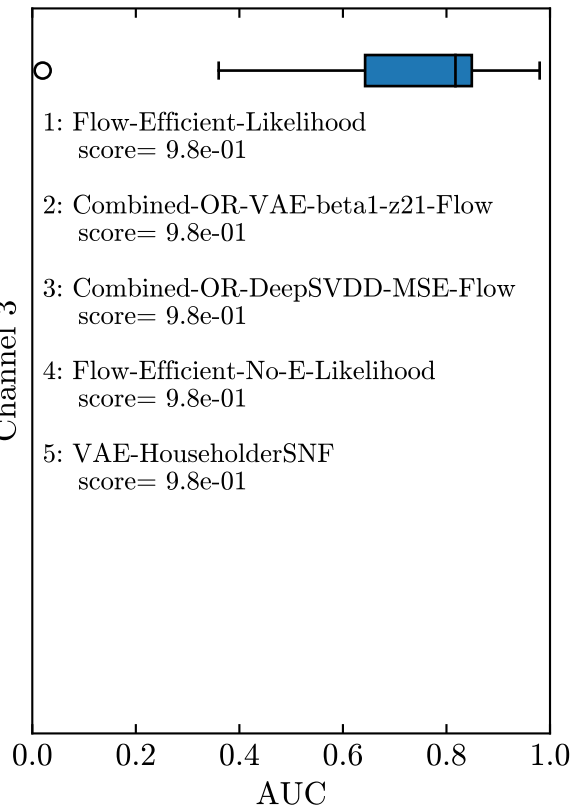 1: Flow-Efficient-Likelihood
score= 9.8e-01
2: Combined-OR-VAE-beta1-z21-Flow
score= 9.8e-01
3: Combined-OR-DeepSVDD-MSE-Flow
score= 9.8e-01
4: Flow-Efficient-No-E-Likelihood
score= 9.8e-01
5: VAE-HouseholderSNF
score= 9.8e-01
Channel 3
0.0 0.2 0.4 0.6 0.8 1.0
AUC